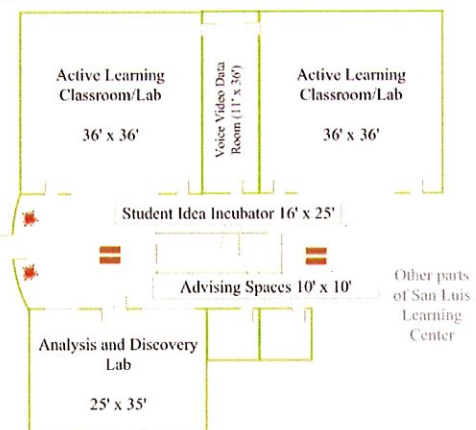 Active Learning
Classroom/Lab
36' x 36'
Voice Video Data
Room (11' x 36')
Active Learning
Classroom/Lab
36' x 36'
Student Idea Incubator 16' x 25'
Advising Spaces 10' x 10'
Other parts
of San Luis
Learning
Center
Analysis and Discovery
Lab
25' x 35'